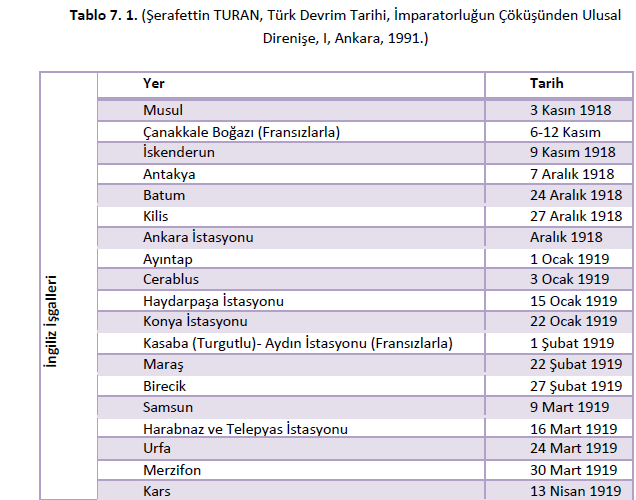 Tablo 7. 1. (Şerafettin TURAN, Türk Devrim Tarihi, İmparatorluğun Çöküşünden Ulusal
Direnişe, I, Ankara, 1991.)
İngiliz İşgalleri
Yer Tarih
Musul 3 Kasın 1918
Çanakkale Boğazı (Fransızlarla) 6-12 Kasım
İskenderun 9 Kasım 1918
Antakya 7 Aralık 1918
Batum 24 Aralık 1918
Kilis 27 Aralık 1918
Ankara İstasyonu Aralık 1918
Ayıntap 1 Ocak 1919
Cerablus 3 Ocak 1919
Haydarpaşa İstasyonu 15 Ocak 1919
Konya İstasyonu 22 Ocak 1919
Kasaba (Turgutlu)- Aydın İstasyonu (Fransızlarla) 1 Şubat 1919
Maraş 22 Şubat 1919
Birecik 27 Şubat 1919
Samsun 9 Mart 1919
Harabnaz ve Telepyas İstasyonu 16 Mart 1919
Urfa 24 Mart 1919
Merzifon 30 Mart 1919
Kars 13 Nisan 1919